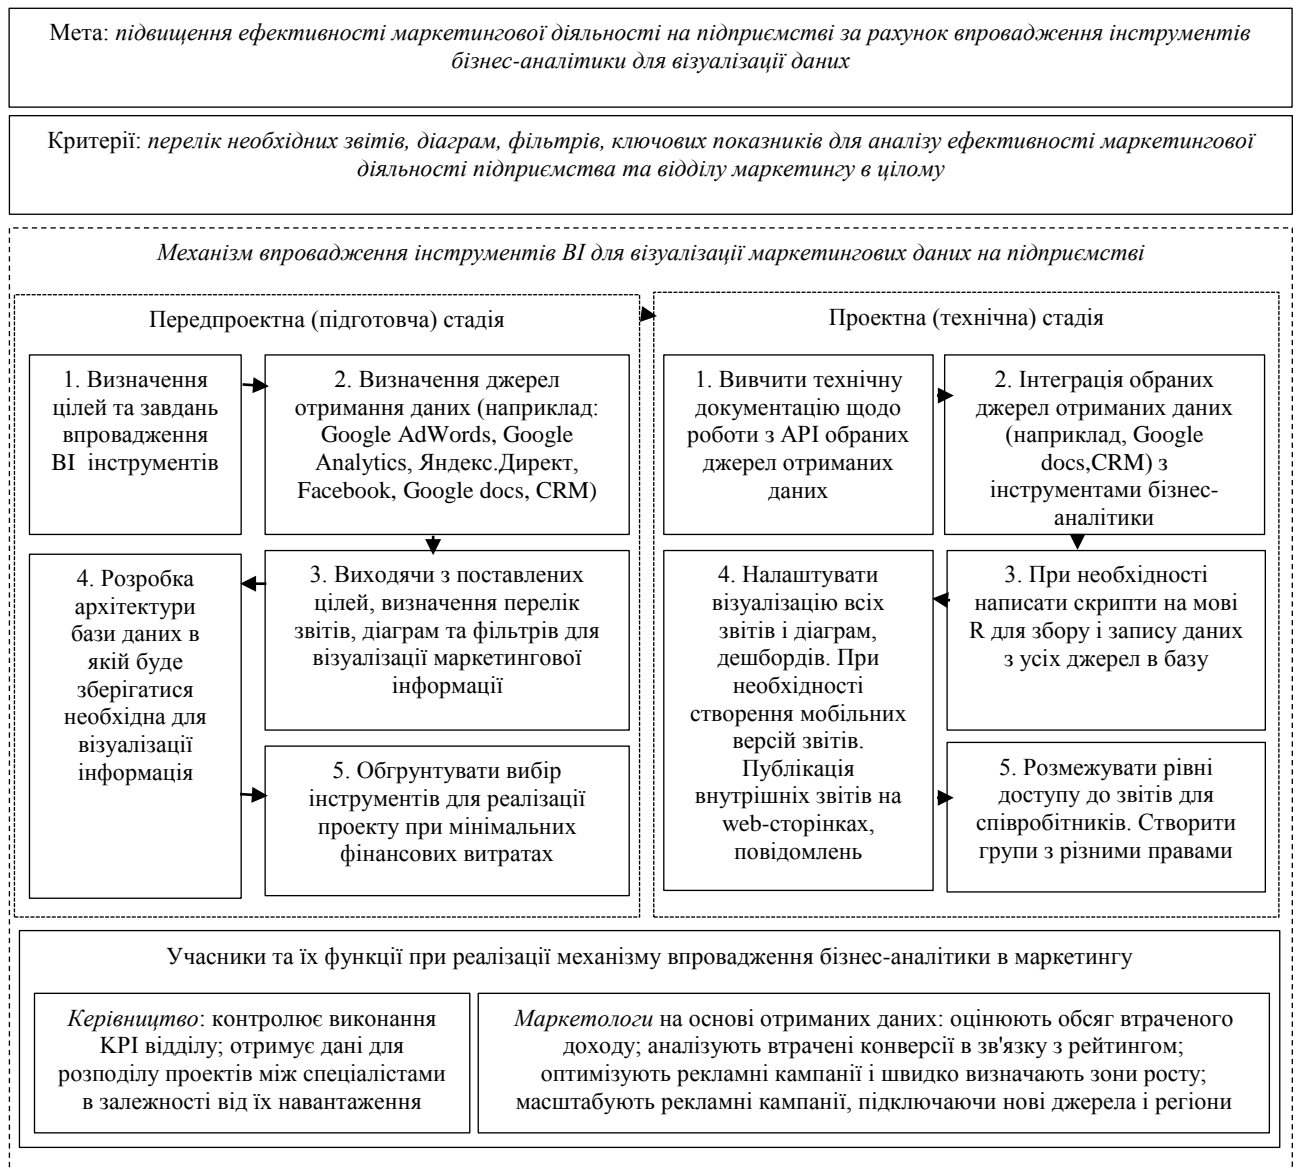 Мета: підвищення ефективності маркетингової діяльності на підприємстві за рахунок впровадження інструментів
бізнес-аналітики для візуалізації даних
Критерії: перелік необхідних звітів, діаграм, фільтрів, ключових показників для аналізу ефективності маркетингової
діяльності підприємства та відділу маркетингу в цілому
Механізм впровадження інструментів BI для візуалізації маркетингових даних на підприємстві
Передпроектна (підготовча) стадія
1. Визначення
цілей та завдань
впровадження
BI інструментів
2. Визначення джерел
отримання даних (наприклад:
Google AdWords, Google
Analytics, Яндекс.Директ,
Facebook, Google docs, CRM)
3. Виходячи з поставлених
цілей, визначення перелік
звітів, діаграм та фільтрів для
візуалізації маркетингової
інформації
4. Розробка
архітектури
бази даних в
якій буде
зберігатися
необхідна для
візуалізації
інформація
5. Обгрунтувати вибір
інструментів для реалізації
проекту при мінімальних
фінансових витратах
Проектна (технічна) стадія
1. Вивчити технічну
документацію щодо
роботи з API обраних
джерел отриманих
даних
2. Інтеграція обраних
джерел отриманих даних
(наприклад, Google
docs,CRM) з
інструментами бізнес-
аналітики
3. При необхідності
написати скрипти на мові
R для збору і запису даних
з усіх джерел в базу
4. Налаштувати
візуалізацію всіх
звітів і діаграм,
дешбордів. При
необхідності
створення мобільних
версій звітів.
Публікація
внутрішніх звітів на
web-сторінках,
повідомлень
5. Розмежувати рівні
доступу до звітів для
співробітників. Створити
групи з різними правами
Учасники та їх функції при реалізації механізму впровадження бізнес-аналітики в маркетингу
Керівництво: контролює виконання
KPI відділу; отримує дані для
розподілу проектів між спеціалістами
в залежності від їх навантаження
Маркетологи на основі отриманих даних: оцінюють обсяг втраченого
доходу; аналізують втрачені конверсії в зв'язку з рейтингом;
оптимізують рекламні кампанії і швидко визначають зони росту;
масштабують рекламні кампанії, підключаючи нові джерела і регіони